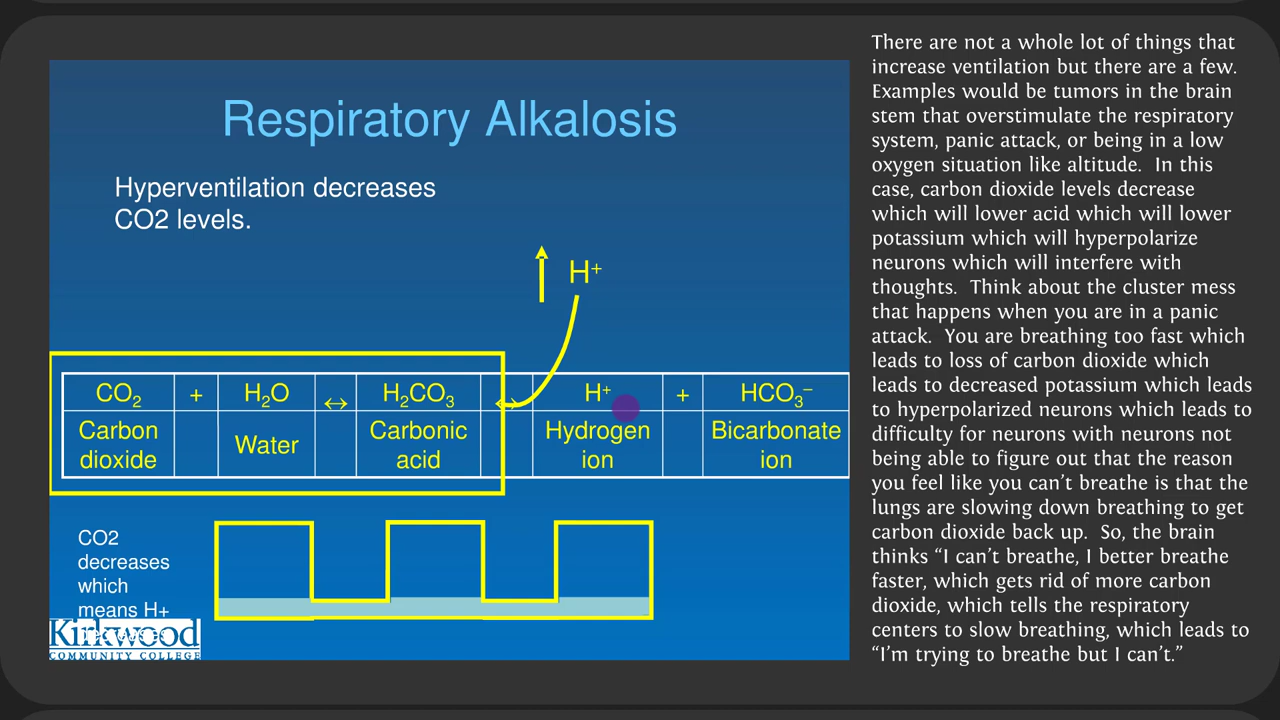 Respiratory Alkalosis
Hyperventilation decreases
CO2 levels.
H⁺
CO₂ + H₂O ↔ H₂CO₃ ↔ H⁺ + HCO₃⁻
Carbon dioxide Water Carbonic acid Hydrogen ion Bicarbonate ion
CO2
decreases
which
means H+
decreases
Kirkwood
COMMUNITY COLLEGE
There are not a whole lot of things that
increase ventilation but there are a few.
Examples would be tumors in the brain
stem that overstimulate the respiratory
system, panic attack, or being in a low
oxygen situation like altitude.  In this
case, carbon dioxide levels decrease
which will lower acid which will lower
potassium which will hyperpolarize
neurons which will interfere with
thoughts.  Think about the cluster mess
that happens when you are in a panic
attack.  You are breathing too fast which
leads to loss of carbon dioxide which
leads to decreased potassium which leads
to hyperpolarized neurons which leads to
difficulty for neurons with neurons not
being able to figure out that the reason
you feel like you can't breathe is that the
lungs are slowing down breathing to get
carbon dioxide back up.  So, the brain
thinks “I can't breathe, I better breathe
faster, which gets rid of more carbon
dioxide, which tells the respiratory
centers to slow breathing, which leads to
“I'm trying to breathe but I can't.”